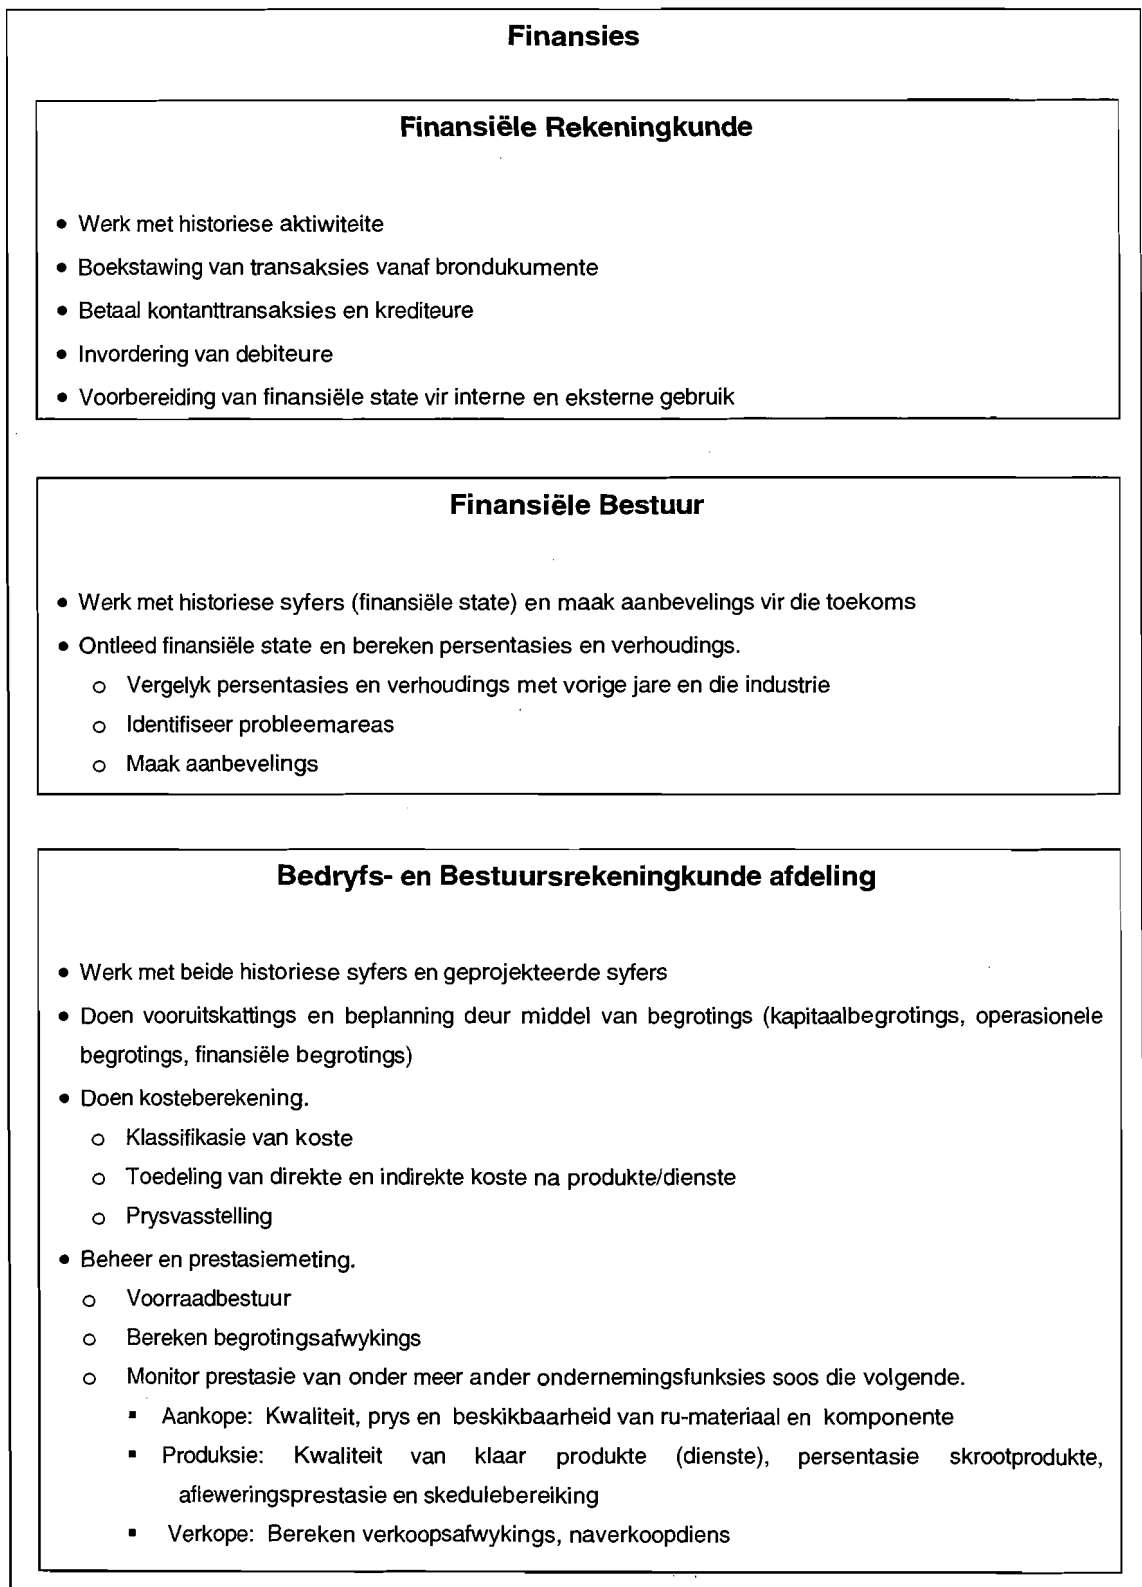 Finansies
Finansiële Rekeningkunde
• Werk met historiese aktiwiteite
• Boekstawing van transaksies vanaf brondukumente
• Betaal kontanttransaksies en krediteure
• Invordering van debiteure
• Voorbereiding van finansiële state vir interne en eksterne gebruik
Finansiële Bestuur
• Werk met historiese syfers (finansiële state) en maak aanbevelings vir die toekoms
• Ontleed finansiële state en bereken persentasies en verhoudings.
o Vergelyk persentasies en verhoudings met vorige jare en die industrie
o Identifiseer probleemareas
o Maak aanbevelings
Bedryfs- en Bestuursrekeningkunde afdeling
• Werk met beide historiese syfers en geprojekteerde syfers
• Doen vooruitskattings en beplanning deur middel van begrotings (kapitaalbegrotings, operasionele
begrotings, finansiële begrotings)
• Doen kosteberekening.
o Klassifikasie van koste
o Toedeling van direkte en indirekte koste na produkte/dienste
o Prysvasstelling
• Beheer en prestasiemeting.
o Voorraadbestuur
o Bereken begrotingsafwykings
o Monitor prestasie van onder meer ander ondernemingsfunksies soos die volgende.
▪ Aankope: Kwaliteit, prys en beskikbaarheid van ru-materiaal en komponente
▪ Produksie: Kwaliteit van klaar produkte (dienste), persentasie skrootprodukte,
afleweringsprestasie en skedulebereiking
▪ Verkope: Bereken verkoopsafwykings, naverkoopdiens